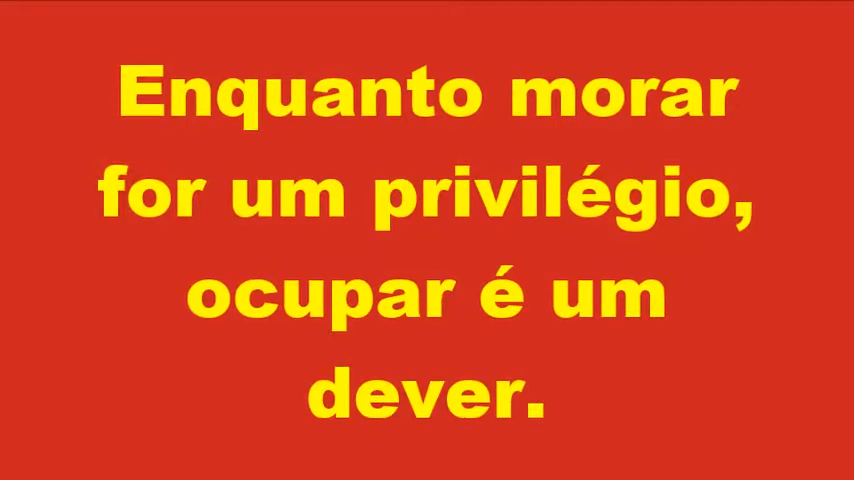 Enquanto morar
for um privilégio,
ocupar é um
dever.